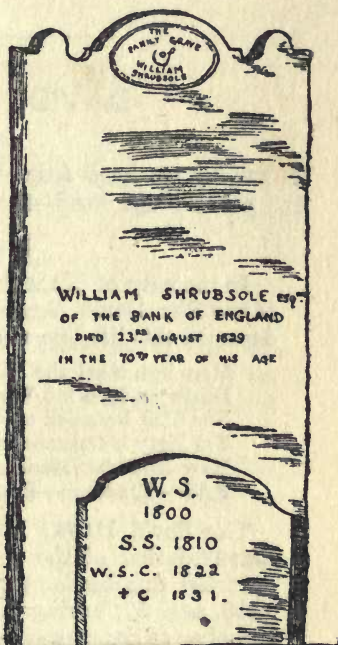 THE
FAMILY GRAVE
of
WILLIAM
SHRUBSOLE
WILLIAM SHRUBSOLE ESQR
OF THE BANK OF ENGLAND
DIED 23RD AUGUST 1829
IN THE 70TH YEAR OF HIS AGE
W. S.
1800
S.S. 1810
W.S.C. 1822
+ C 1831.